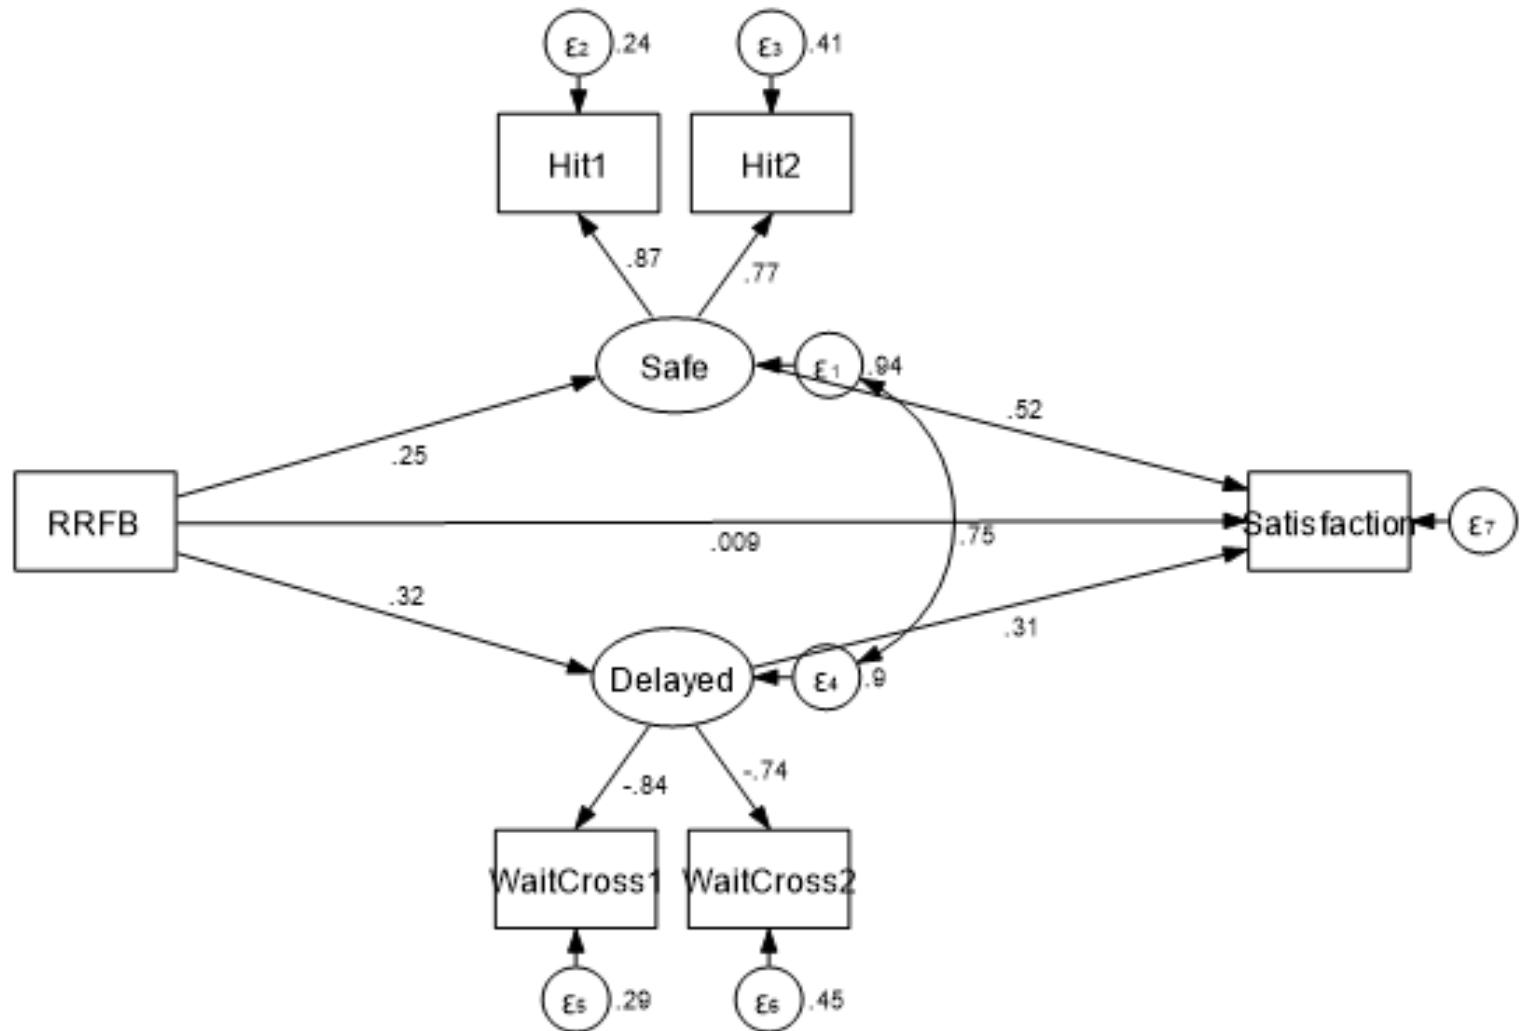 ε2 .24 ε3 .41
Hit1 Hit2
.87 .77
Safe ε1 .94
.52
.25
RRFB Satisfaction ε7
.009 .75
.32 .31
Delayed ε4 .9
-.84 -.74
WaitCross1 WaitCross2
ε5 .29 ε6 .45